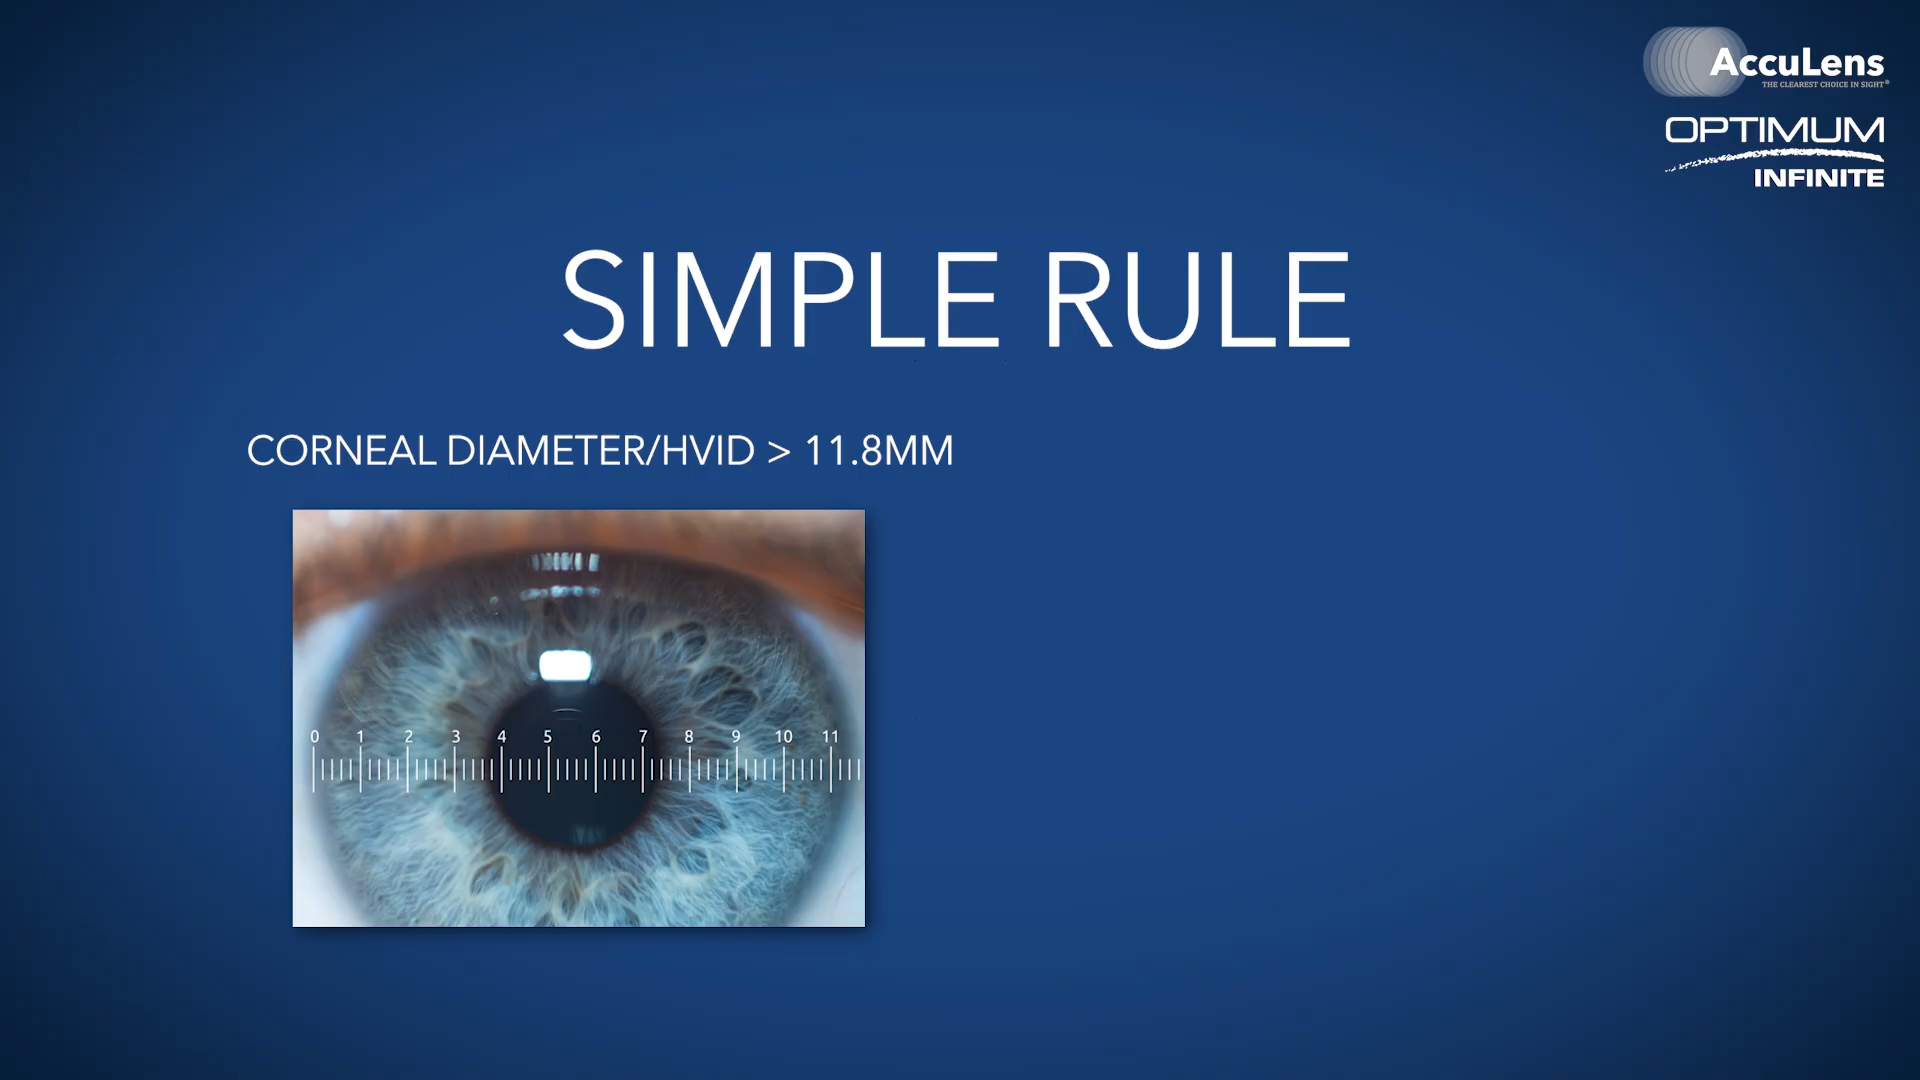 AccuLens
THE CLEAREST CHOICE IN SIGHT®
OPTIMUM
INFINITE
SIMPLE RULE
CORNEAL DIAMETER/HVID > 11.8MM
0 1 2 3 4 5 6 7 8 9 10 11